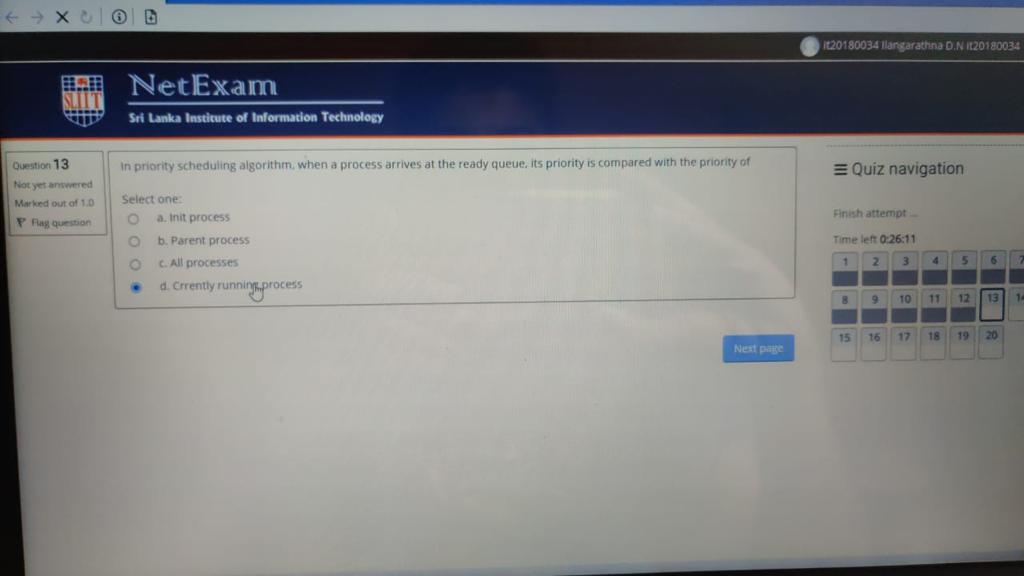 it20180034 Ilangarathna D.N it20180034
SLIIT
NetExam
Sri Lanka Institute of Information Technology
Question 13
Not yet answered
Marked out of 1.0
Flag question
In priority scheduling algorithm, when a process arrives at the ready queue, its priority is compared with the priority of
Select one:
a. Init process
b. Parent process
c. All processes
d. Crrently running process
Next page
Quiz navigation
Finish attempt ...
Time left 0:26:11
1 2 3 4 5 6 7
8 9 10 11 12 13 14
15 16 17 18 19 20